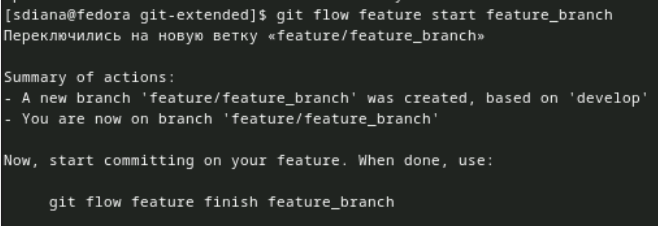 [sdiana@fedora git-extended]$ git flow feature start feature_branch
Переключились на новую ветку «feature/feature_branch»
Summary of actions:
- A new branch 'feature/feature_branch' was created, based on 'develop'
- You are now on branch 'feature/feature_branch'
Now, start committing on your feature. When done, use:
git flow feature finish feature_branch